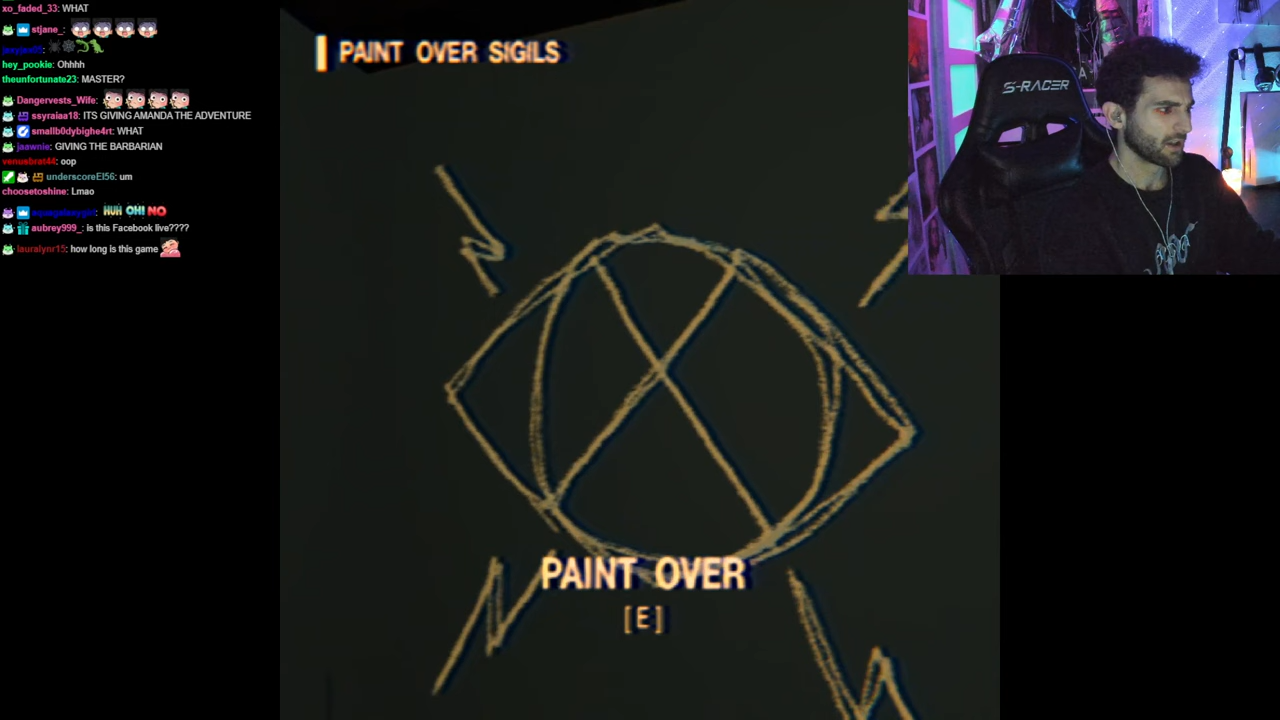 xo_faded_33: WHAT
stjane_:
hey_pookie: Ohhhh
theunfortunate23: MASTER?
Dangervests_Wife:
ssyraiaa18: ITS GIVING AMANDA THE ADVENTURE
smallb0dybighe4rt: WHAT
jaawnie: GIVING THE BARBARIAN
venusbrat44: oop
underscoreEl56: um
choosetoshine: Lmao
HUH OH! NO
aubrey999_: is this Facebook live????
lauralynr15: how long is this game
PAINT OVER SIGILS
S-RACER
PAINT OVER
[E]